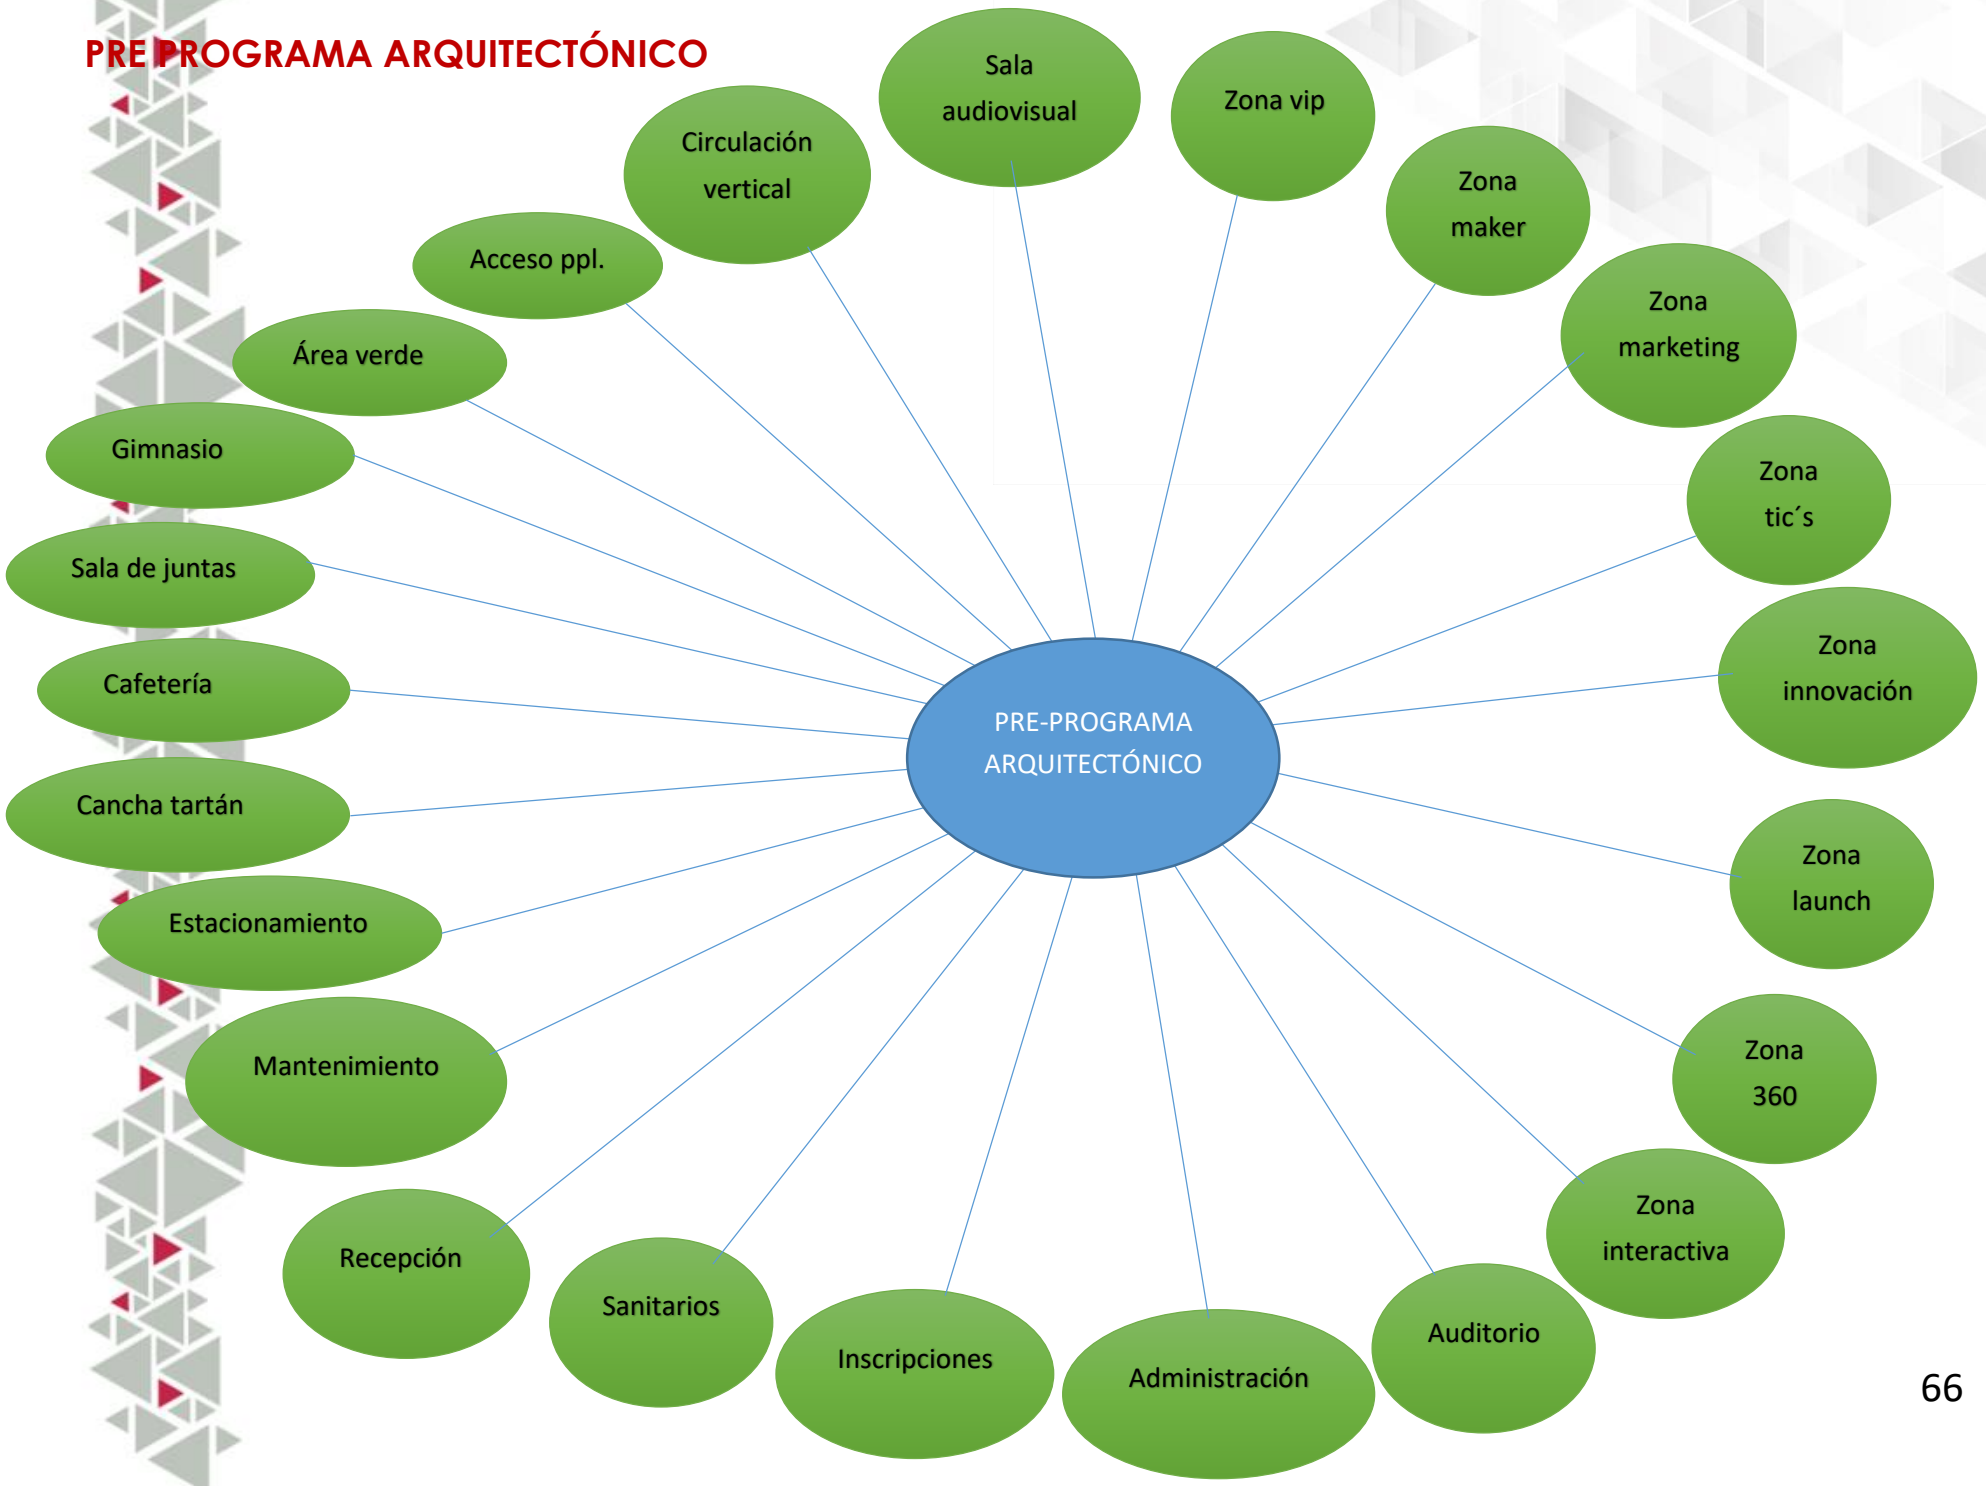 PRE PROGRAMA ARQUITECTÓNICO
Sala
audiovisual
Zona vip
Circulación
vertical
Zona
maker
Acceso ppl.
Zona
marketing
Área verde
Gimnasio
Zona
tic´s
Sala de juntas
Zona
innovación
Cafetería
PRE-PROGRAMA
ARQUITECTÓNICO
Cancha tartán
Zona
launch
Estacionamiento
Mantenimiento
Zona
360
Recepción
Zona
interactiva
Sanitarios
Inscripciones
Administración
Auditorio
66